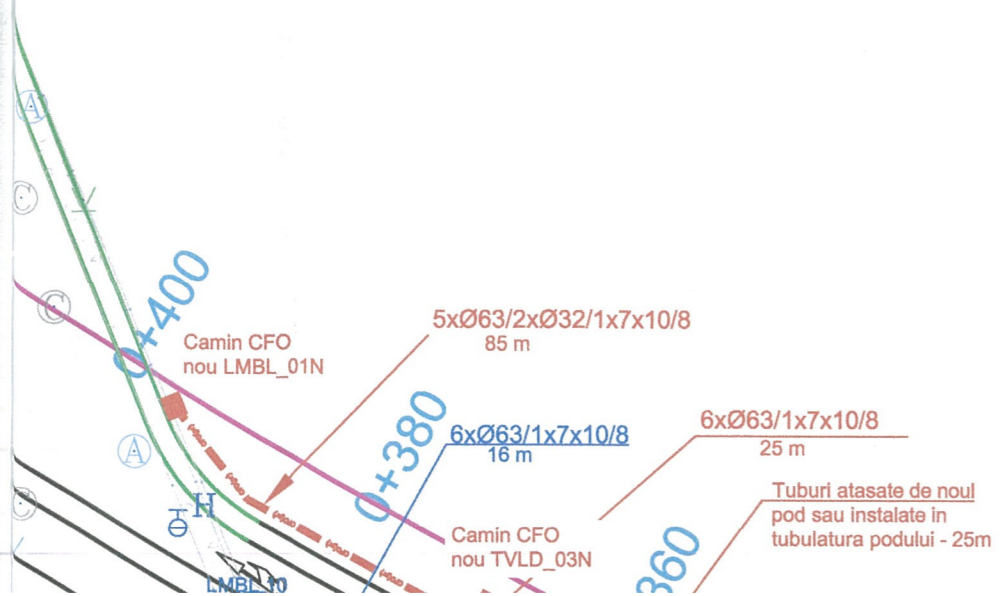 A
C
C
0+400
Camin CFO
nou LMBL_01N
5xØ63/2xØ32/1x7x10/8
85 m
0+380
6xØ63/1x7x10/8
16 m
6xØ63/1x7x10/8
25 m
A
H
Tuburi atasate de noul
pod sau instalate in
tubulatura podului - 25m
Camin CFO
nou TVLD_03N
360
LMBL_10